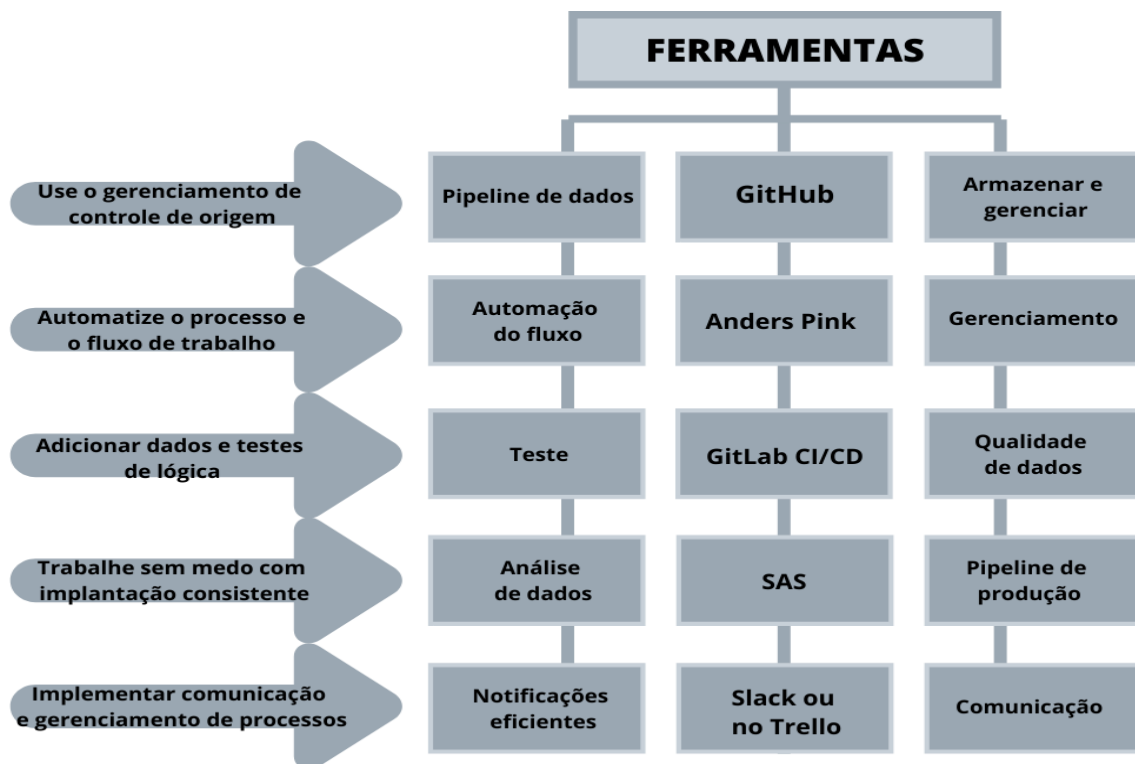 FERRAMENTAS
Use o gerenciamento de
controle de origem
Pipeline de dados
GitHub
Armazenar e
gerenciar
Automatize o processo e
o fluxo de trabalho
Automação
do fluxo
Anders Pink
Gerenciamento
Adicionar dados e testes
de lógica
Teste
GitLab CI/CD
Qualidade
de dados
Trabalhe sem medo com
implantação consistente
Análise
de dados
SAS
Pipeline de
produção
Implementar comunicação
e gerenciamento de processos
Notificações
eficientes
Slack ou
no Trello
Comunicação